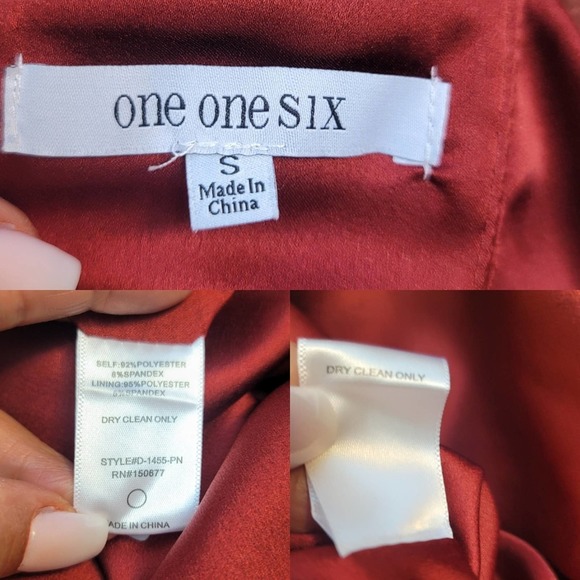 one one SIX
S
Made In
China
SELF:92%POLYESTER
8%SPANDEX
LINING:95%POLYESTER
5%SPANDEX
DRY CLEAN ONLY
STYLE#D-1455-PN
RN#150677
MADE IN CHINA
DRY CLEAN ONLY